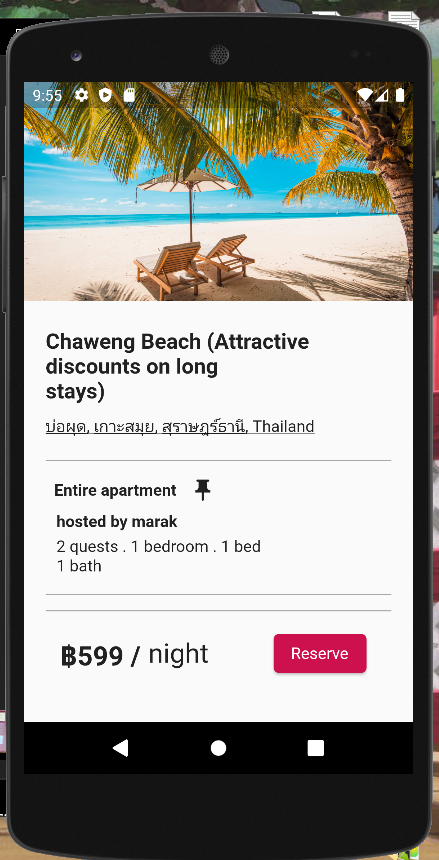 9:55
Chaweng Beach (Attractive
discounts on long
stays)
บ่อผุด, เกาะสมุย, สุราษฎร์ธานี, Thailand
Entire apartment
hosted by marak
2 quests . 1 bedroom . 1 bed
1 bath
฿599 / night
Reserve